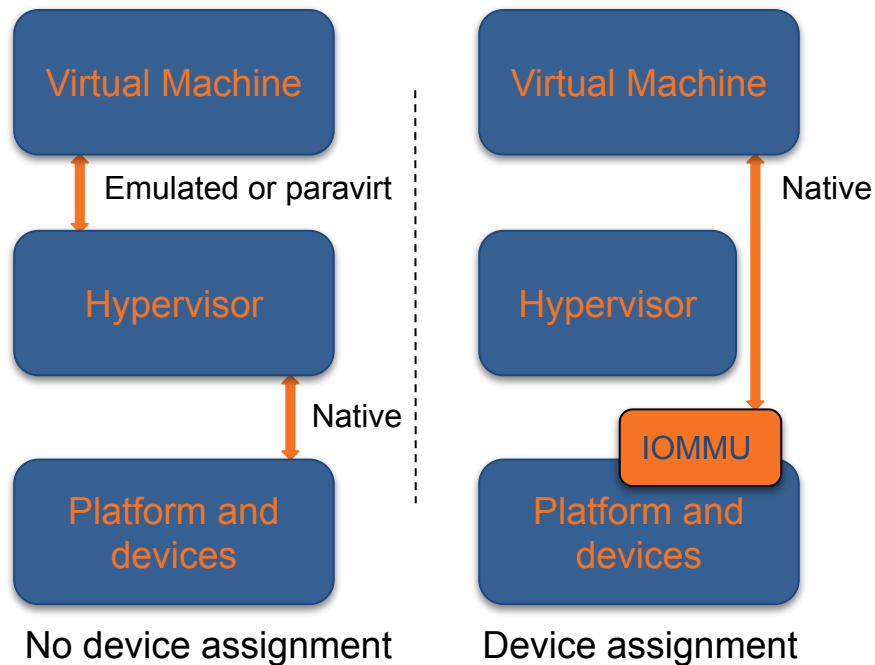 Virtual Machine
Emulated or paravirt
Hypervisor
Native
Platform and
devices
No device assignment
Virtual Machine
Native
Hypervisor
IOMMU
Platform and
devices
Device assignment